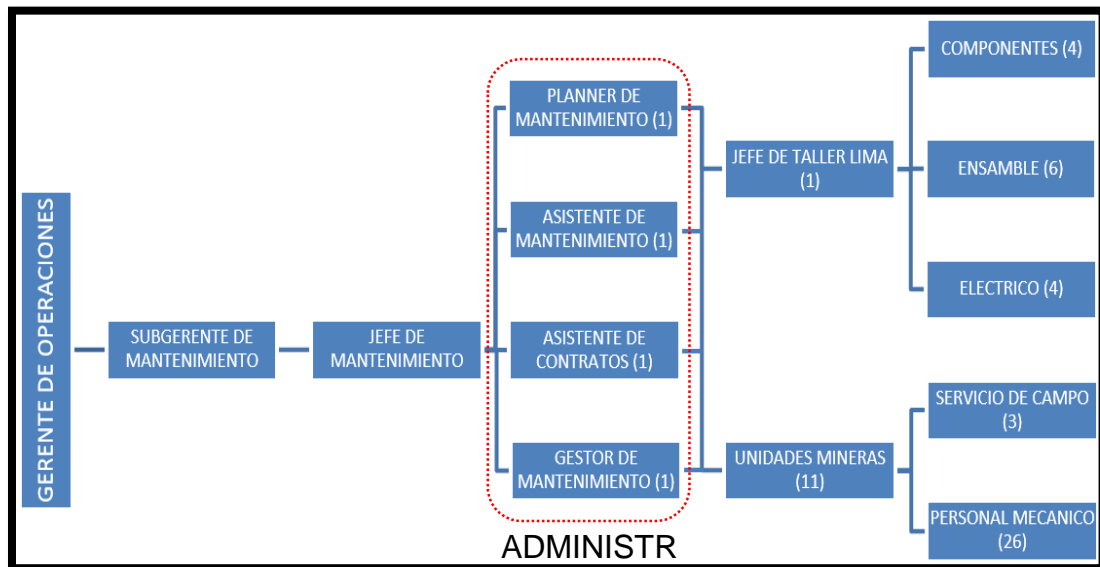 GERENTE DE OPERACIONES
SUBGERENTE DE
MANTENIMIENTO
JEFE DE
MANTENIMIENTO
PLANNER DE
MANTENIMIENTO (1)
ASISTENTE DE
MANTENIMIENTO (1)
ASISTENTE DE
CONTRATOS (1)
GESTOR DE
MANTENIMIENTO (1)
ADMINISTR
JEFE DE TALLER LIMA
(1)
UNIDADES MINERAS
(11)
COMPONENTES (4)
ENSAMBLE (6)
ELECTRICO (4)
SERVICIO DE CAMPO
(3)
PERSONAL MECANICO
(26)